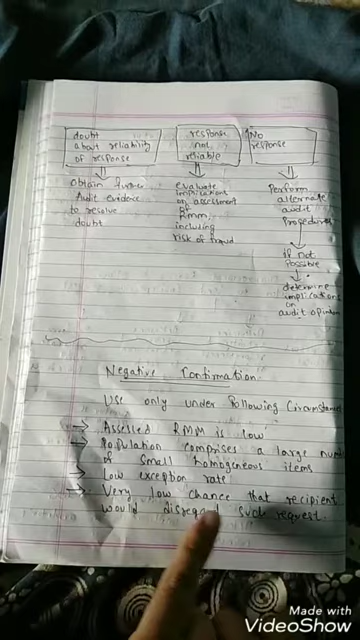 doubt
about reliability
of response
response
not
reliable
No
response
obtain further
Audit evidence
to resolve
doubt
evaluate
implications
on assessment
of
RMM,
including
risk of fraud
Perform
alternate
audit
if not
Possible
determine
implications
on
audit opinion
Negative Confirmation
Use only under following Circumstances
→ Assessed RMM is low
→ Population comprises a large
of small homogeneous items
→ Low exception rate
→ Very low chance that recipient
would disregard such request.
Made with
VideoShow